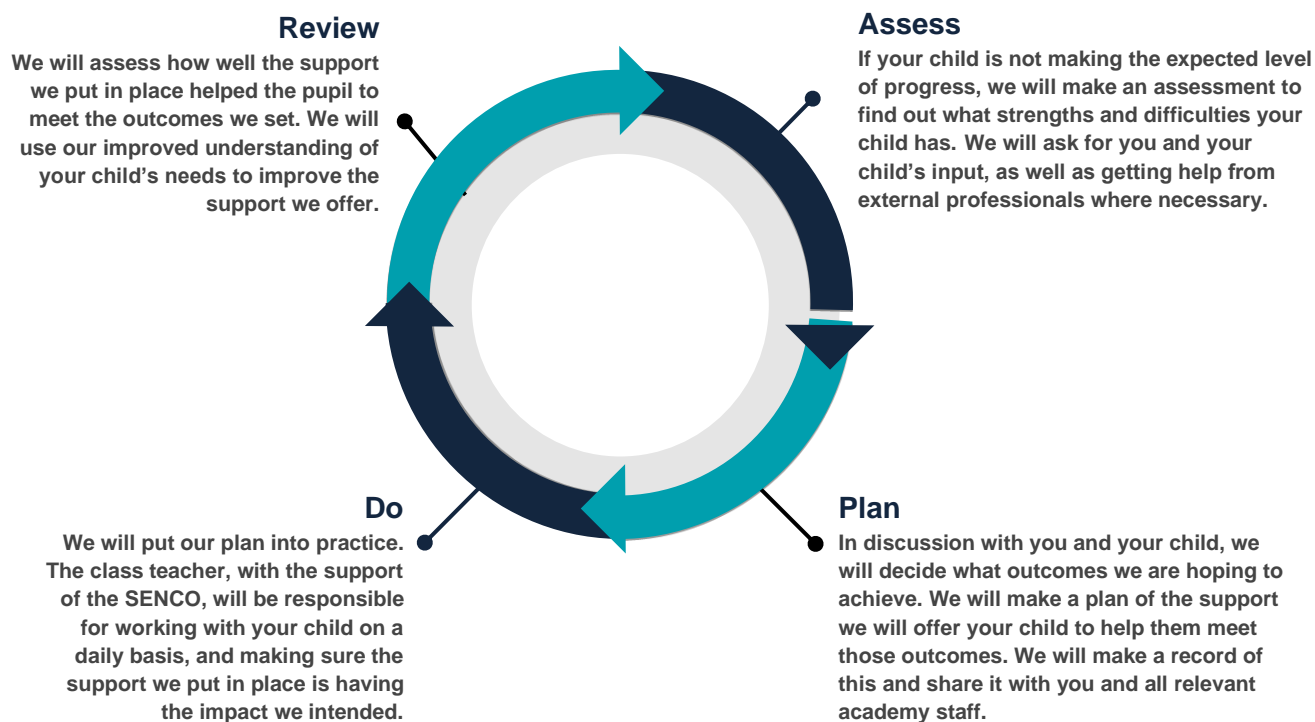 Review
We will assess how well the support
we put in place helped the pupil to
meet the outcomes we set. We will
use our improved understanding of
your child’s needs to improve the
support we offer.
Assess
If your child is not making the expected level
of progress, we will make an assessment to
find out what strengths and difficulties your
child has. We will ask for you and your
child’s input, as well as getting help from
external professionals where necessary.
Do
We will put our plan into practice.
The class teacher, with the support
of the SENCO, will be responsible
for working with your child on a
daily basis, and making sure the
support we put in place is having
the impact we intended.
Plan
In discussion with you and your child, we
will decide what outcomes we are hoping to
achieve. We will make a plan of the support
we will offer your child to help them meet
those outcomes. We will make a record of
this and share it with you and all relevant
academy staff.